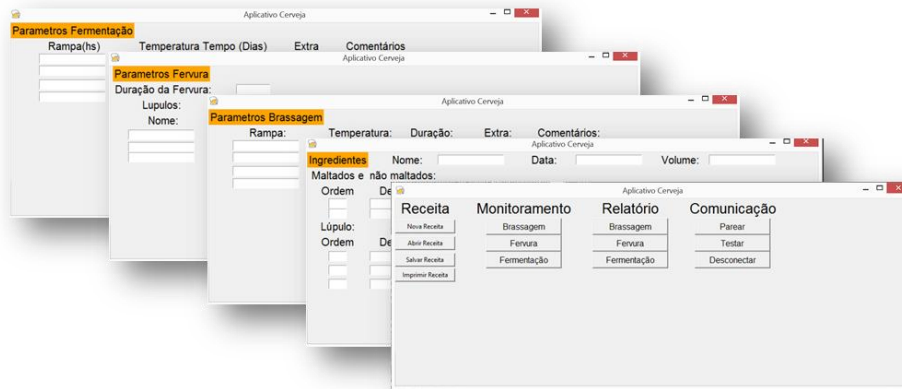 Aplicativo Cerveja
Parametros Fermentação
Rampa(hs) Temperatura Tempo (Dias) Extra Comentários
Aplicativo Cerveja
Parametros Fervura
Duração da Fervura:
Lupulos:
Nome:
Aplicativo Cerveja
Parametros Brassagem
Rampa: Temperatura: Duração: Extra: Comentários:
Aplicativo Cerveja
Ingredientes Nome: Data: Volume:
Maltados e não maltados:
Ordem
Lúpulo:
Ordem
Aplicativo Cerveja
Receita Monitoramento Relatório Comunicação
Nova Receita Brassagem Brassagem Parear
Abrir Receita Fervura Fervura Testar
Salvar Receita Fermentação Fermentação Desconectar
Imprimir Receita